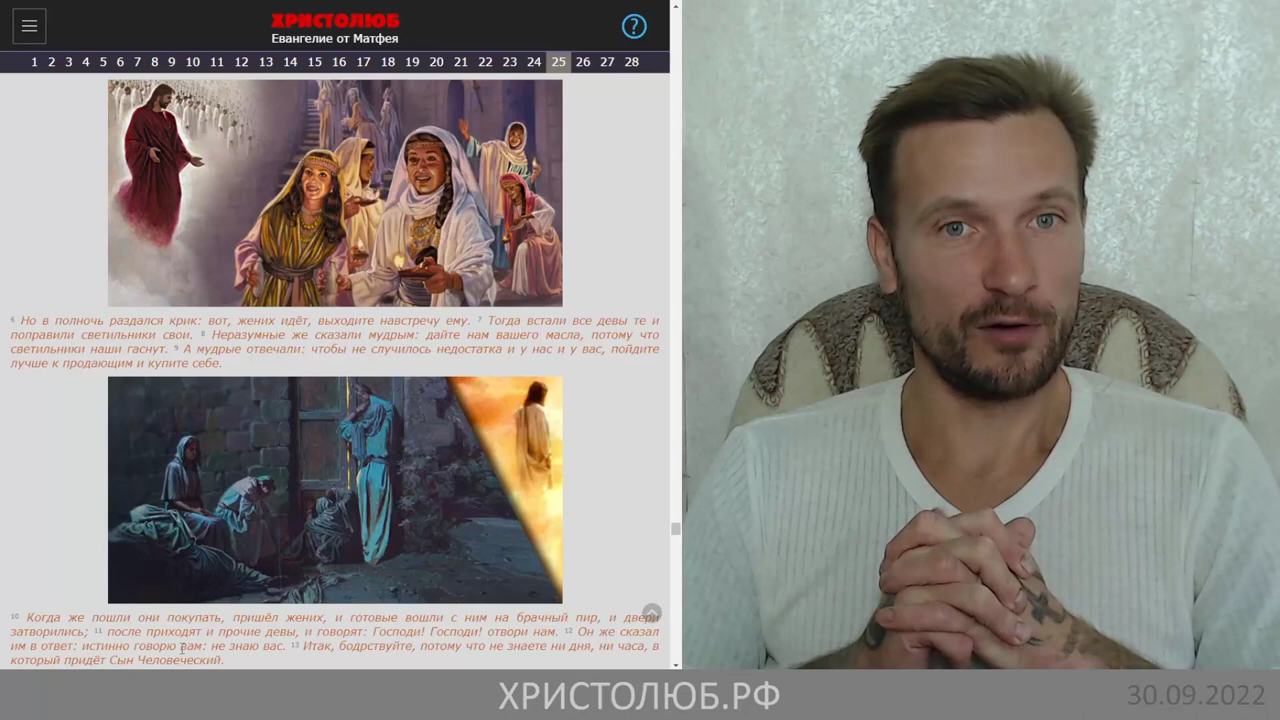 ХРИСТОЛЮБ
Евангелие от Матфея
1 2 3 4 5 6 7 8 9 10 11 12 13 14 15 16 17 18 19 20 21 22 23 24 25 26 27 28
6 Но в полночь раздался крик: вот, жених идёт, выходите навстречу ему. 7 Тогда встали все девы те и
поправили светильники свои. 8 Неразумные же сказали мудрым: дайте нам вашего масла, потому что
светильники наши гаснут. 9 А мудрые отвечали: чтобы не случилось недостатка и у нас и у вас, пойдите
лучше к продающим и купите себе.
10 Когда же пошли они покупать, пришёл жених, и готовые вошли с ним на брачный пир, и двери
затворились; 11 после приходят и прочие девы, и говорят: Господи! Господи! отвори нам. 12 Он же сказал
им в ответ: истинно говорю вам: не знаю вас. 13 Итак, бодрствуйте, потому что не знаете ни дня, ни часа, в
который придёт Сын Человеческий.
ХРИСТОЛЮБ.РФ
30.09.2022